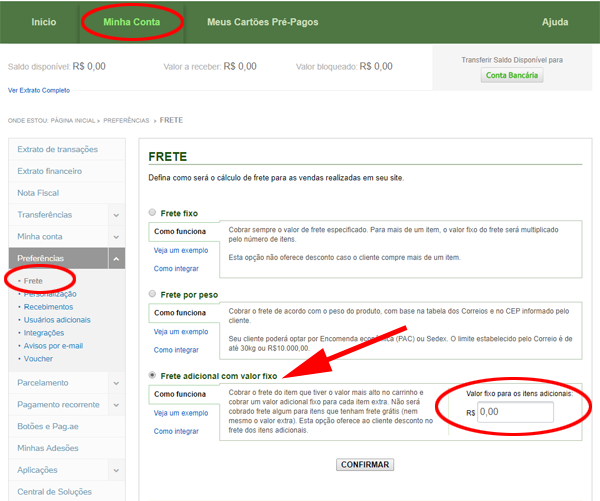 Inicio
Minha Conta
Meus Cartões Pré-Pagos
Ajuda
Saldo disponível: R$ 0,00
Valor a receber: R$ 0,00
Valor bloqueado: R$ 0,00
Transferir Saldo Disponível para
Conta Bancária
Ver Extrato Completo
ONDE ESTOU: PÁGINA INICIAL » PREFERÊNCIAS > FRETE
Extrato de transações
Extrato financeiro
Nota Fiscal
Transferências
Minha conta
Preferências
• Frete
• Personalização
• Recebimentos
• Usuários adicionais
• Integrações
• Avisos por e-mail
• Voucher
Parcelamento
Pagamento recorrente
Botões e Pag.ae
Minhas Adesões
Aplicações
Central de Soluções
FRETE
Defina como será o cálculo de frete para as vendas realizadas em seu site.
Frete fixo
Como funciona
Veja um exemplo
Como integrar
Cobrar sempre o valor de frete especificado. Para mais de um item, o valor fixo do frete será multiplicado
pelo número de itens.
Esta opção não oferece desconto caso o cliente compre mais de um item.
Frete por peso
Como funciona
Veja um exemplo
Como integrar
Cobrar o frete de acordo com o peso do produto, com base na tabela dos Correios e no CEP informado pelo
cliente.
Seu cliente poderá optar por Encomenda econômica (PAC) ou Sedex. O limite estabelecido pelo Correio é de
até 30kg ou R$10.000,00.
Frete adicional com valor fixo
Como funciona
Veja um exemplo
Como integrar
Cobrar o frete do item que tiver o valor mais alto no carrinho e
cobrar um valor adicional fixo para cada item extra. Não será
cobrado frete algum para itens que tenham frete grátis (nem
mesmo o valor extra). Esta opção oferece ao cliente desconto no
frete dos itens adicionais.
Valor fixo para os itens adicionais:
R$ 0,00
CONFIRMAR